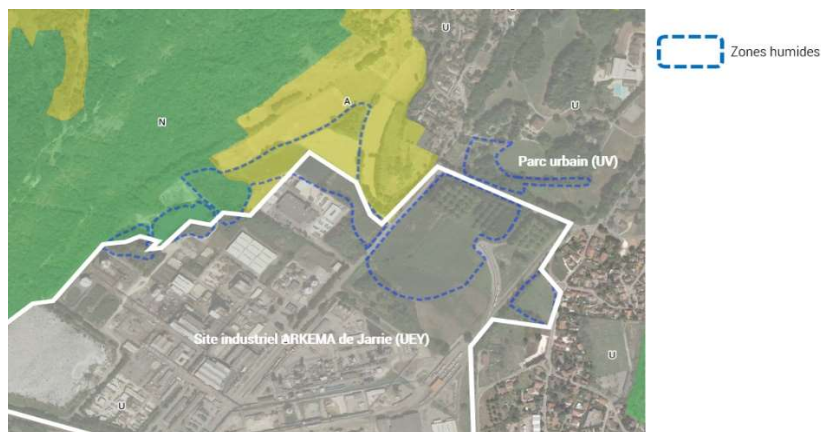 U
U
Zones humides
A
U
N
Parc urbain (UV)
Site industriel ARKEMA de Jarrie (UEY)
U
U